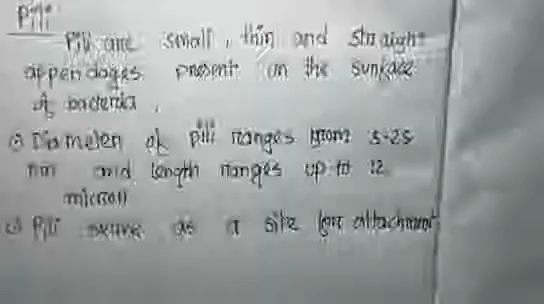 Pili
Pili are small, thin and straight
appendages present on the surface
of bacteria.
Diameter of pili ranges from 3-25
nm and length ranges up to 12
micron
Pili serve as a site for attachment